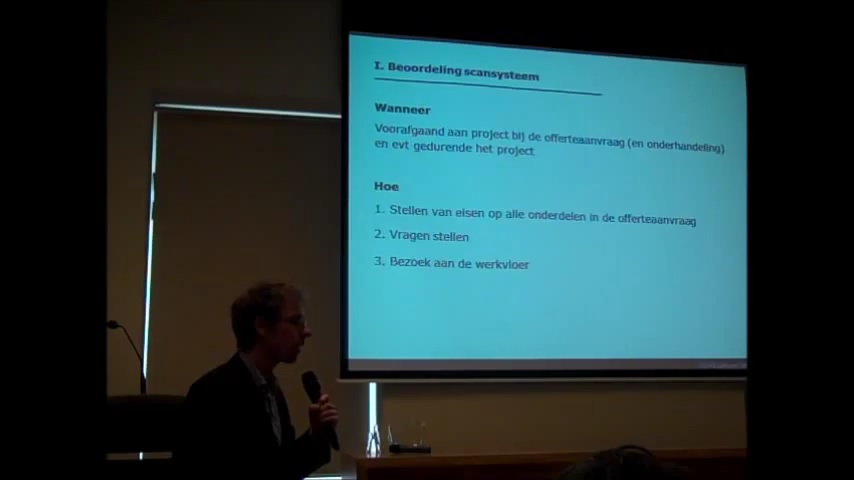 I. Beoordeling scansysteem
Wanneer
Voorafgaand aan project bij de offerteaanvraag (en onderhandeling)
en evt gedurende het project
Hoe
1. Stellen van eisen op alle onderdelen in de offerteaanvraag
2. Vragen stellen
3. Bezoek aan de werkvloer